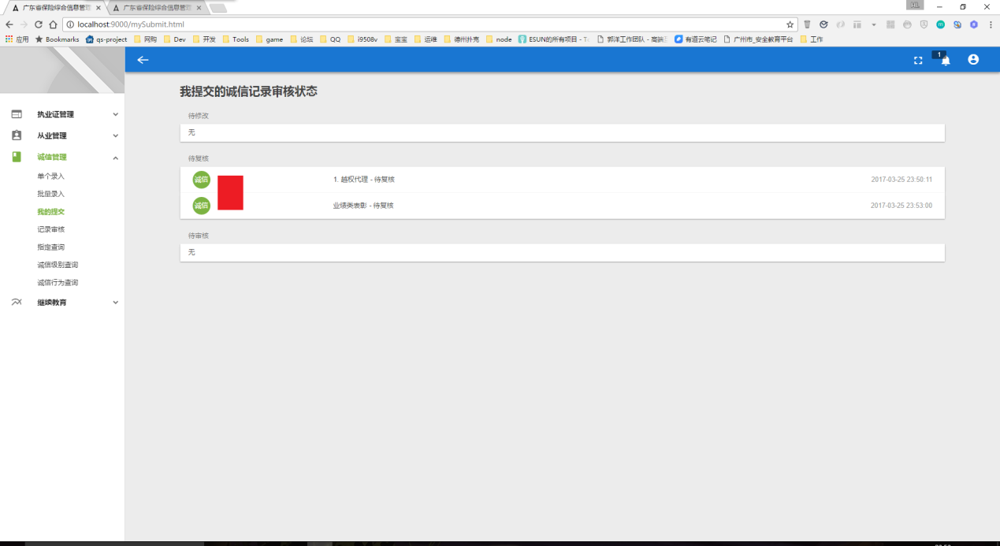 广东省保险综合信息管理
广东省保险综合信息管理
HL
localhost:9000/mySubmit.html
应用 Bookmarks qs-project 网购 Dev 开发 Tools game 论坛 QQ i9508v 宝宝 运维 德州扑克 node ESUN的所有项目 - T 郭洋工作团队 - 高端 有道云笔记 广州市_安全教育平台 工作
1
执业证管理
从业管理
诚信管理
单个录入
批量录入
我的提交
记录审核
指定查询
诚信级别查询
诚信行为查询
继续教育
我提交的诚信记录审核状态
待修改
无
待复核
诚信 1. 越权代理 - 待复核 2017-03-25 23:50:11
诚信 业绩类表彰 - 待复核 2017-03-25 23:53:00
待审核
无